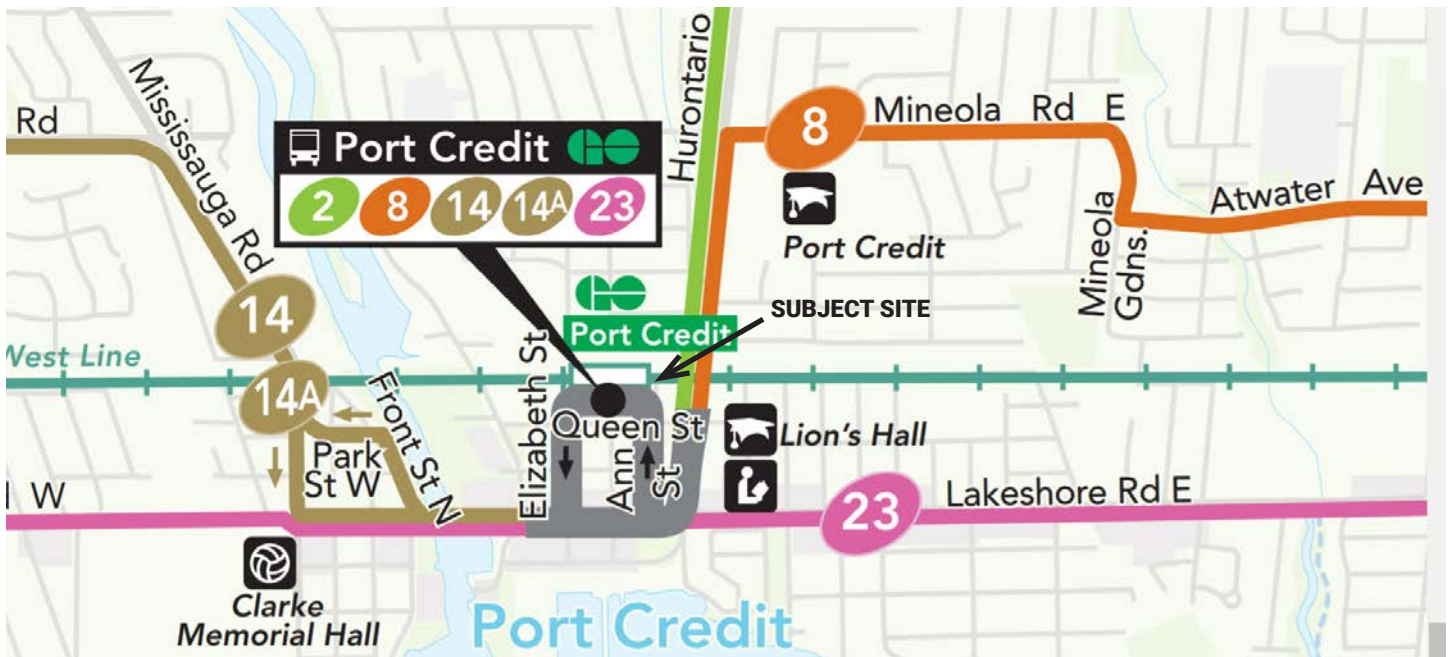 Rd
Mississauga Rd
Port Credit GO
2 8 14 14A 23
Hurontario
8
Mineola Rd E
Port Credit
Mineola
Gdns.
Atwater Ave
GO
Port Credit
SUBJECT SITE
14
West Line
14A
Front St N
Park
St W
Elizabeth St
Queen St
Ann
St
Lion's Hall
W
23
Lakeshore Rd E
Clarke
Memorial Hall
Port Credit